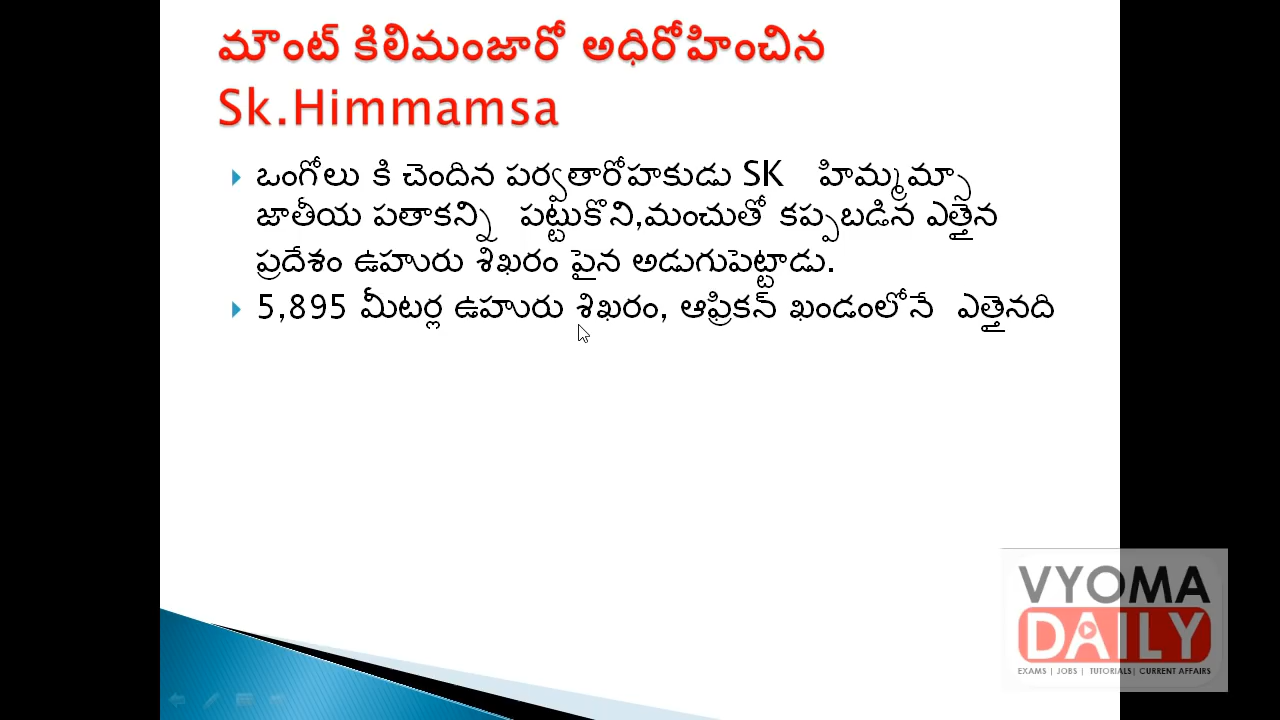 మౌంట్ కిలిమంజారో అధిరోహించిన
Sk.Himmamsa
ఒంగోలు కి చెందిన పర్వతారోహకుడు SK హిమ్మమ్సా
జాతీయ పతాకన్ని పట్టుకొని,మంచుతో కప్పబడిన ఎత్తైన
ప్రదేశం ఉహురు శిఖరం పైన అడుగుపెట్టాడు.
5,895 మీటర్ల ఉహురు శిఖరం, ఆఫ్రికన్ ఖండంలోనే ఎత్తైనది
VYOMA
DAILY
EXAMS | JOBS | TUTORIALS| CURRENT AFFAIRS